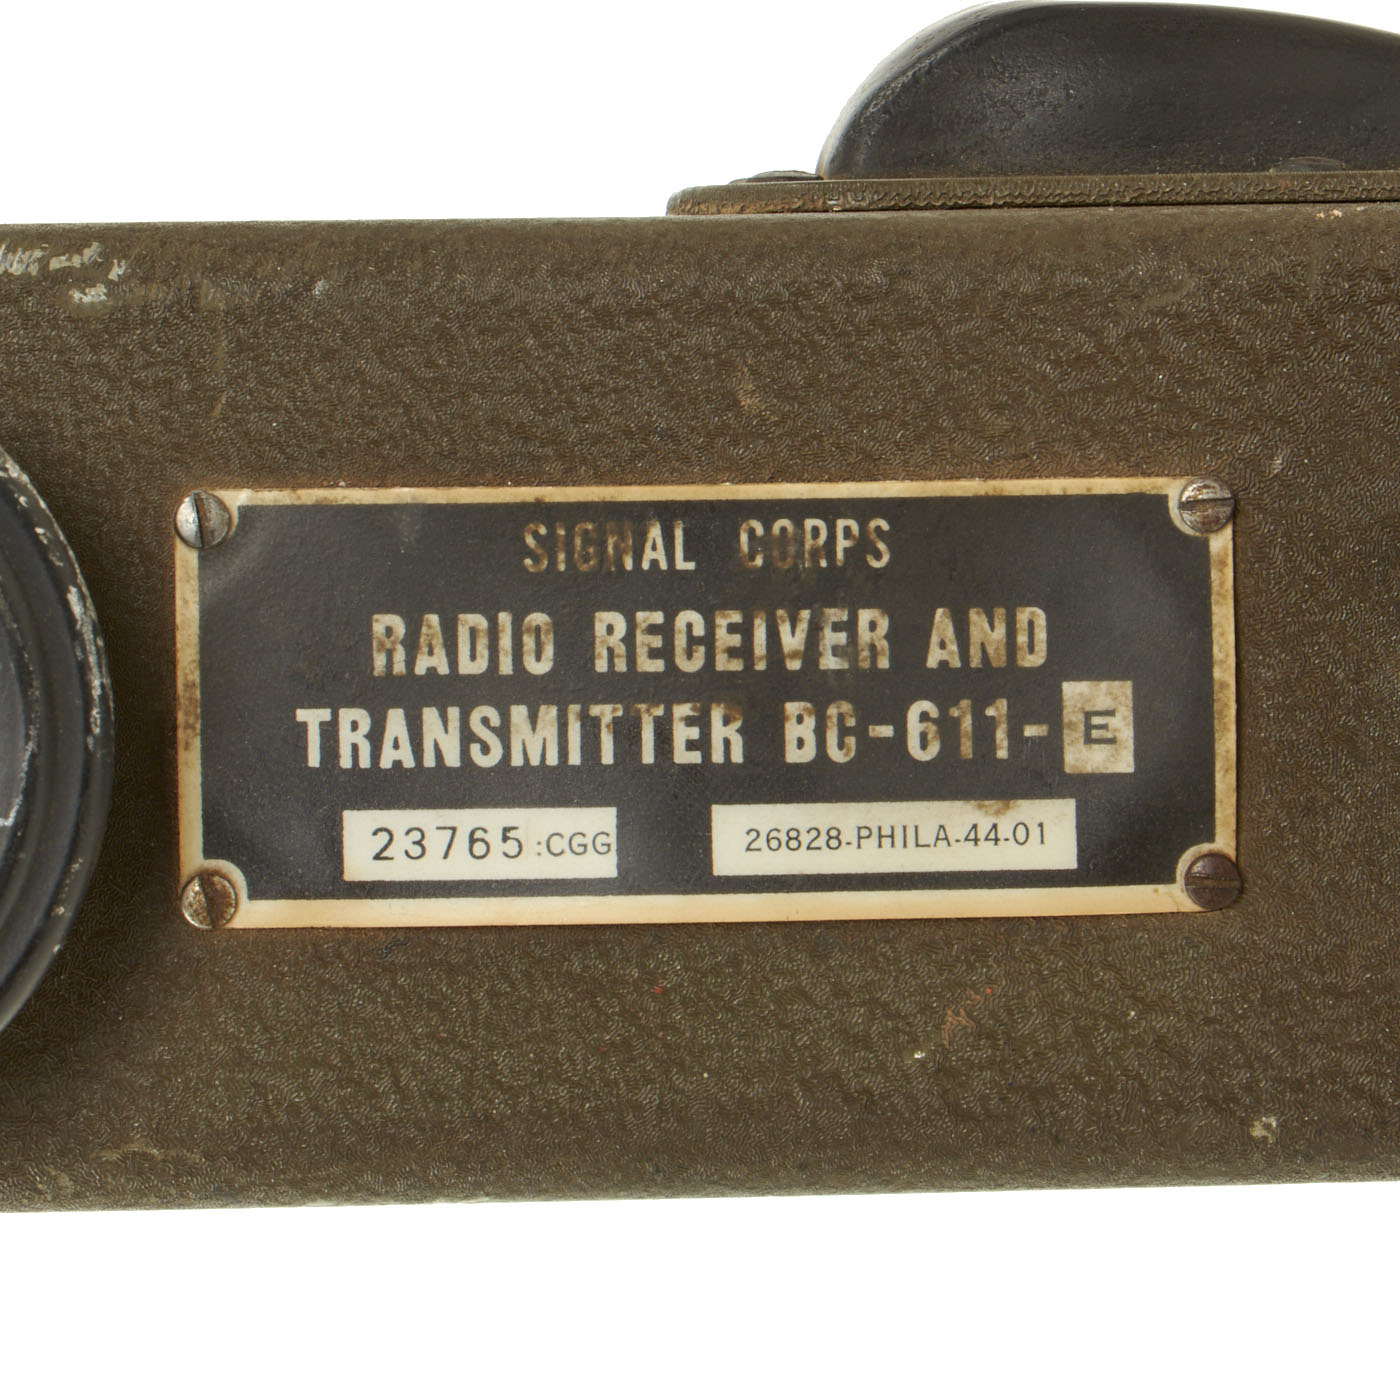 SIGNAL CORPS
RADIO RECEIVER AND
TRANSMITTER BC-611-E
23765:CGG 26828-PHILA-44-01